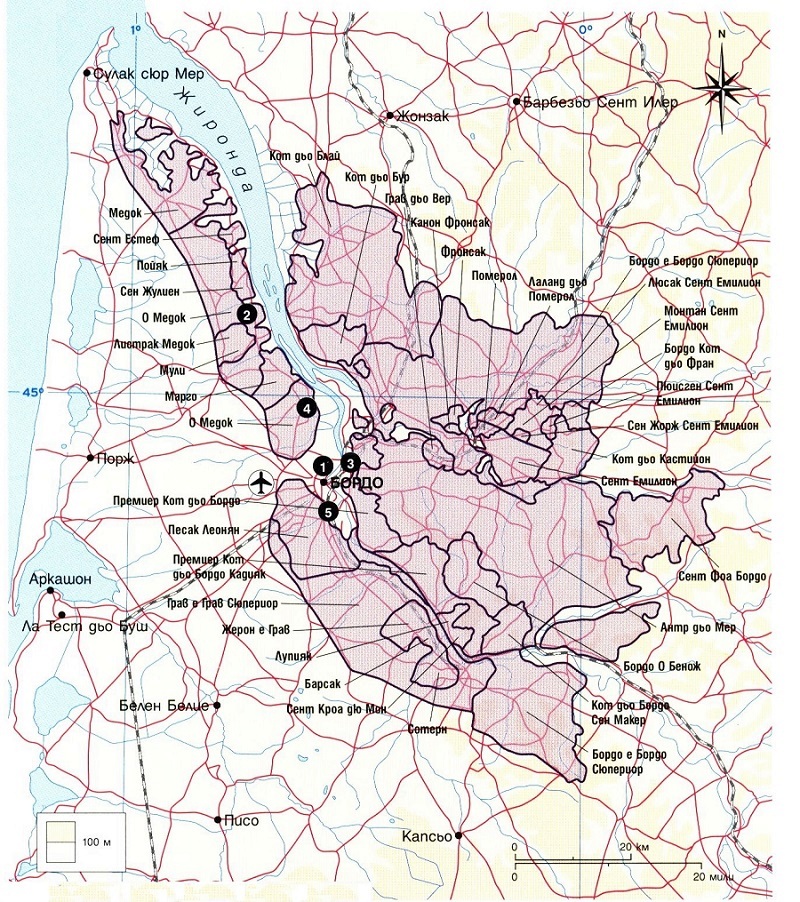 1°
0°
N
Сулак сюр Мер
Жиронда
Жонзак
Барбезьо Сент Илер
Кот дьо Блай
Кот дьо Бур
Грав дьо Вер
Канон Фронсак
Фронсак
Померол
Лаланд дьо
Померол
Бордо е Бордо Сюпериор
Люсак Сент Емилион
Монтан Сент
Емилион
Бордо Кот
дьо Фран
Пюисген Сент
Емилион
Сен Жорж Сент Емилион
Кот дьо Кастийон
Сент Емилион
Медок
Сент Естеф
Пойяк
Сен Жулиен
О Медок
Листрак Медок
Мули
Марго
О Медок
45°
2
4
1
3
5
Порж
БОРДО
Премиер Кот дьо Бордо
Песак Леонян
Премиер Кот
дьо Бордо Кадияк
Грав е Грав Сюпериор
Жерон е Грав
Лупияк
Барсак
Сент Кроа дю Мон
Сотерн
Сент Фоа Бордо
Антр дьо Мер
Бордо О Бенож
Кот дьо Бордо
Сен Макер
Бордо е Бордо
Сюпериор
Аркашон
Ла Тест дьо Буш
Белен Белие
Писо
Капсьо
100 м
0 20 km
0 20 мили